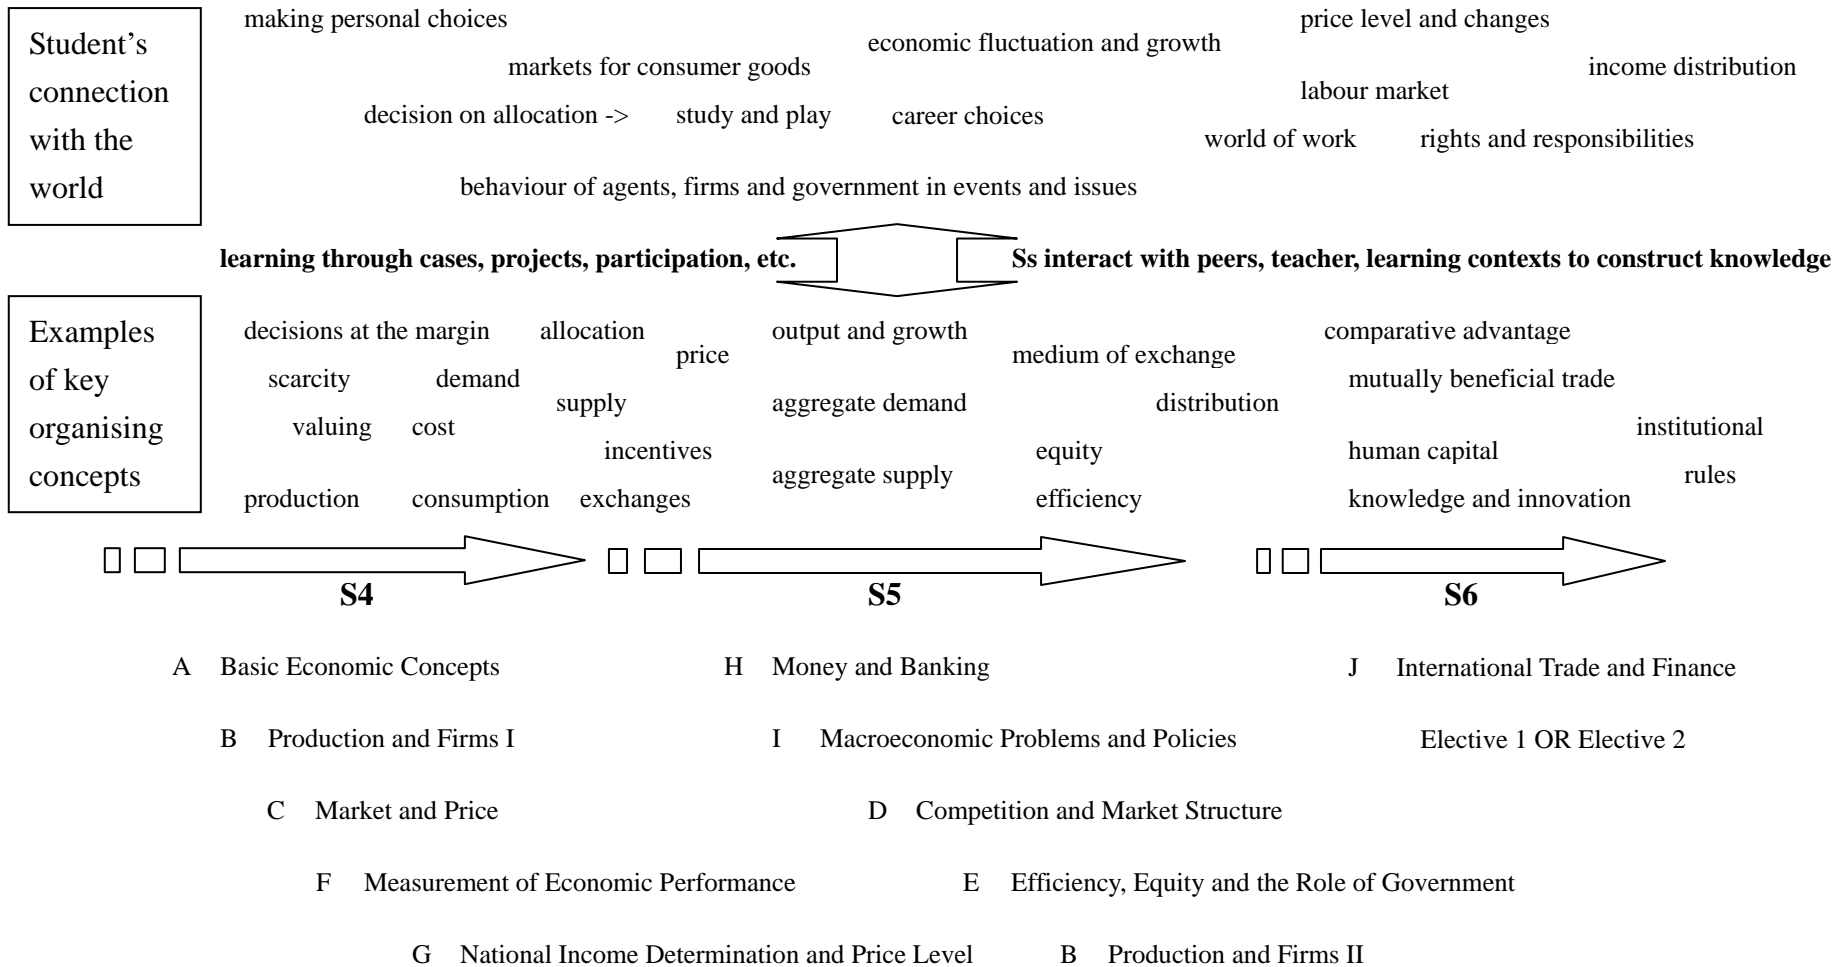 Student's
connection
with the
world
making personal choices
price level and changes
economic fluctuation and growth
markets for consumer goods
income distribution
labour market
decision on allocation -> study and play
career choices
world of work
rights and responsibilities
behaviour of agents, firms and government in events and issues
learning through cases, projects, participation, etc.
Ss interact with peers, teacher, learning contexts to construct knowledge
Examples
of key
organising
concepts
decisions at the margin
allocation
output and growth
comparative advantage
price
medium of exchange
scarcity
demand
mutually beneficial trade
supply
aggregate demand
distribution
valuing
cost
institutional
rules
incentives
equity
human capital
aggregate supply
production
consumption
exchanges
efficiency
knowledge and innovation
S4
S5
S6
A Basic Economic Concepts
H Money and Banking
J International Trade and Finance
B Production and Firms I
I Macroeconomic Problems and Policies
Elective 1 OR Elective 2
C Market and Price
D Competition and Market Structure
F Measurement of Economic Performance
E Efficiency, Equity and the Role of Government
G National Income Determination and Price Level
B Production and Firms II